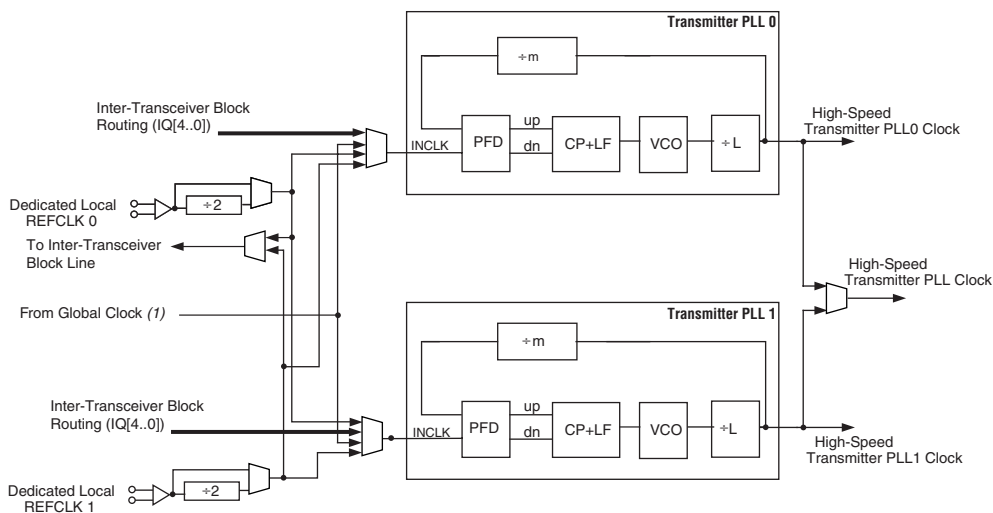 Transmitter PLL 0
÷m
Inter-Transceiver Block
Routing (IQ[4..0])
High-Speed
Transmitter PLL0 Clock
INCLK
PFD
up
dn
CP+LF
VCO
÷L
Dedicated Local
REFCLK 0
÷2
To Inter-Transceiver
Block Line
High-Speed
Transmitter PLL Clock
From Global Clock (1)
Transmitter PLL 1
÷m
Inter-Transceiver Block
Routing (IQ[4..0])
INCLK
PFD
up
dn
CP+LF
VCO
÷L
High-Speed
Transmitter PLL1 Clock
Dedicated Local
REFCLK 1
÷2